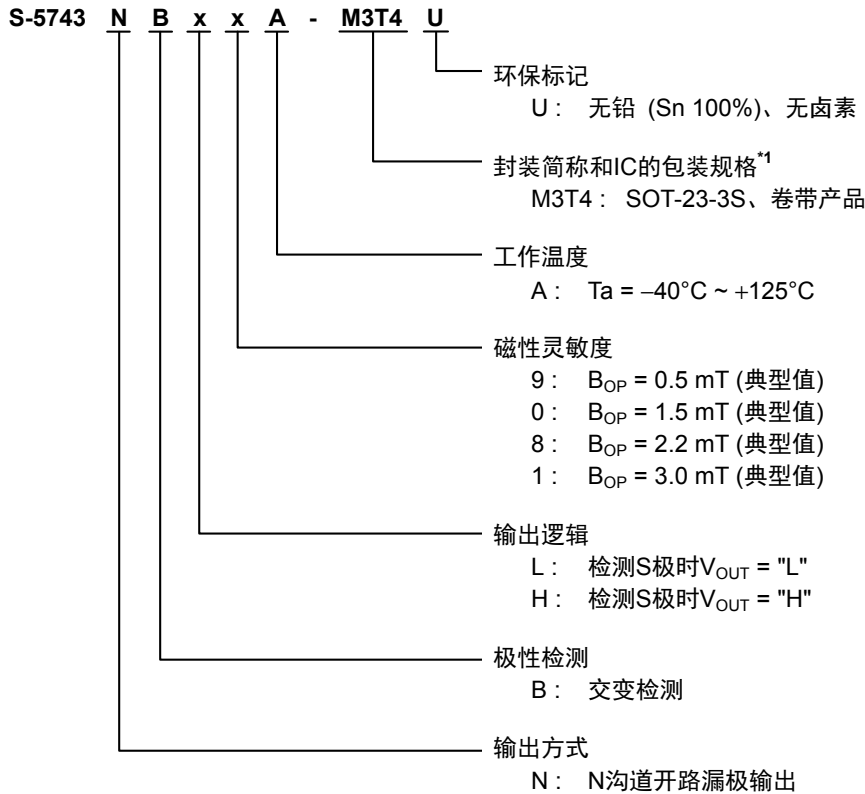 S-5743 N B x x A - M3T4 U
环保标记
U : 无铅 (Sn 100%)、无卤素
封装简称和IC的包装规格*1
M3T4 : SOT-23-3S、卷带产品
工作温度
A : Ta = −40°C ~ +125°C
磁性灵敏度
9 : BOP = 0.5 mT (典型值)
0 : BOP = 1.5 mT (典型值)
8 : BOP = 2.2 mT (典型值)
1 : BOP = 3.0 mT (典型值)
输出逻辑
L : 检测S极时VOUT = "L"
H : 检测S极时VOUT = "H"
极性检测
B : 交变检测
输出方式
N : N沟道开路漏极输出